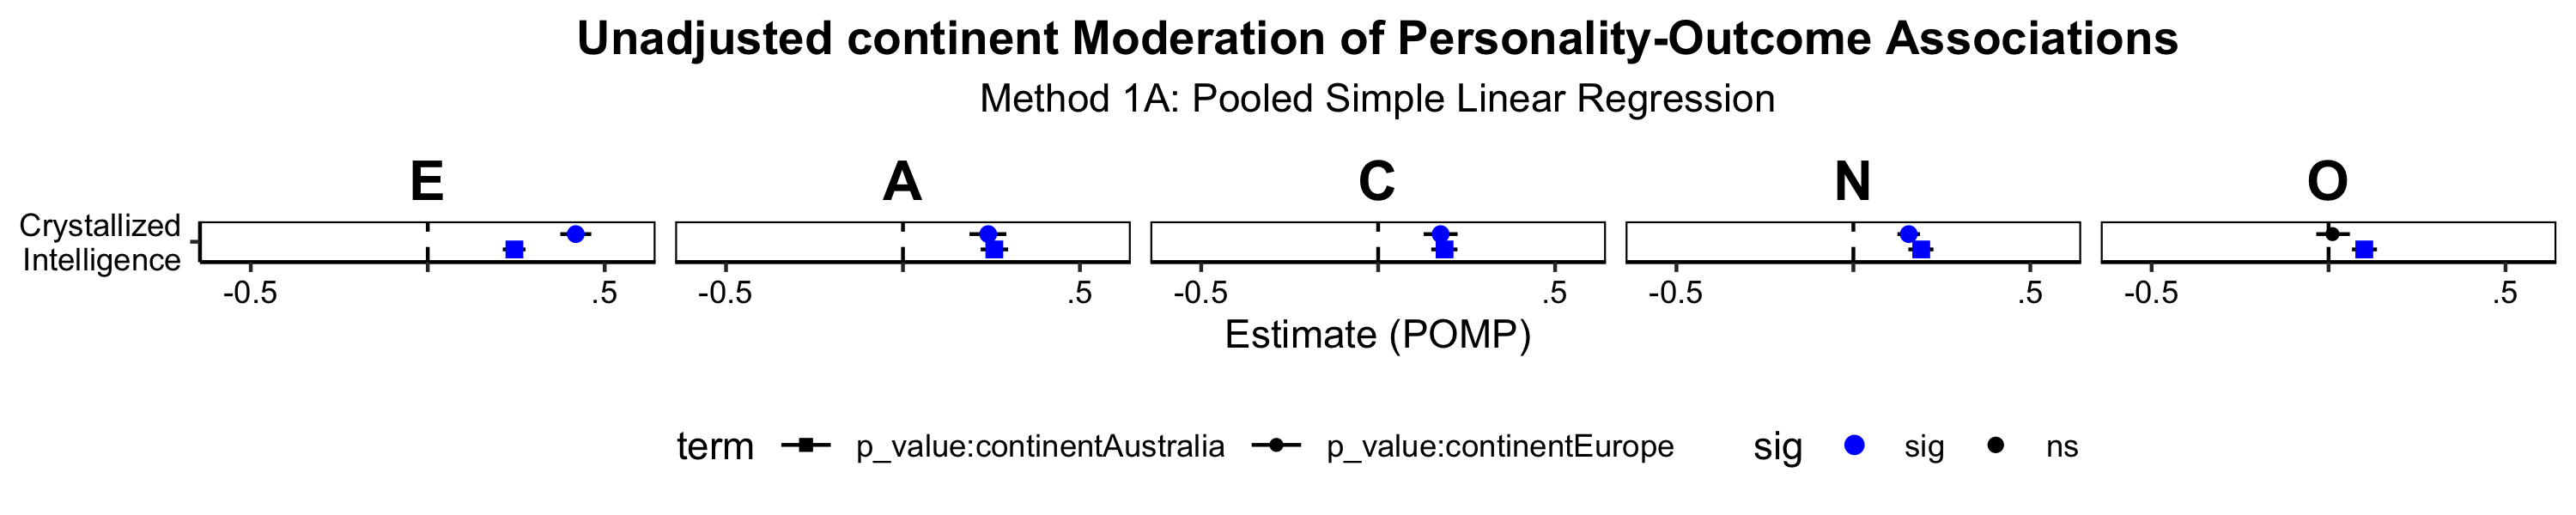 Unadjusted continent Moderation of Personality-Outcome Associations
Method 1A: Pooled Simple Linear Regression
E A C N O
Crystallized
Intelligence
-0.5 .5 -0.5 .5 -0.5 .5 -0.5 .5 -0.5 .5
Estimate (POMP)
term p_value:continentAustralia p_value:continentEurope sig sig ns